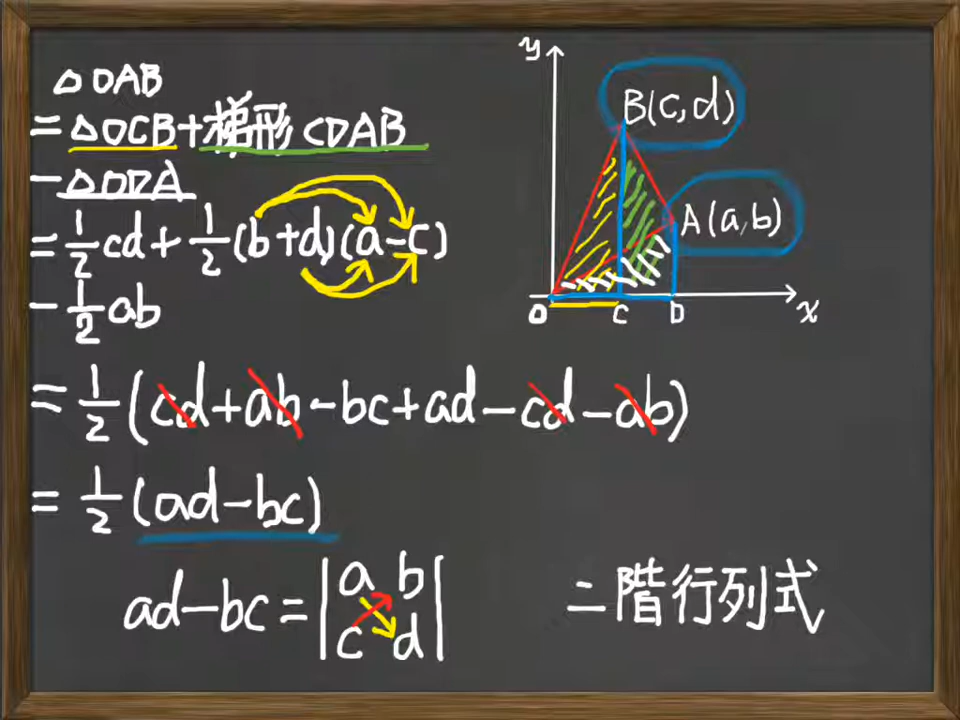 △OAB
=△OCB+梯形CDAB
-△ODA
=1/2cd+1/2(b+d)(a-c)
-1/2ab
=1/2(cd+ab-bc+ad-cd-ab)
=1/2(ad-bc)
ad-bc=|a b|
|c d|
二階行列式
y
B(c,d)
A(a,b)
O C D x